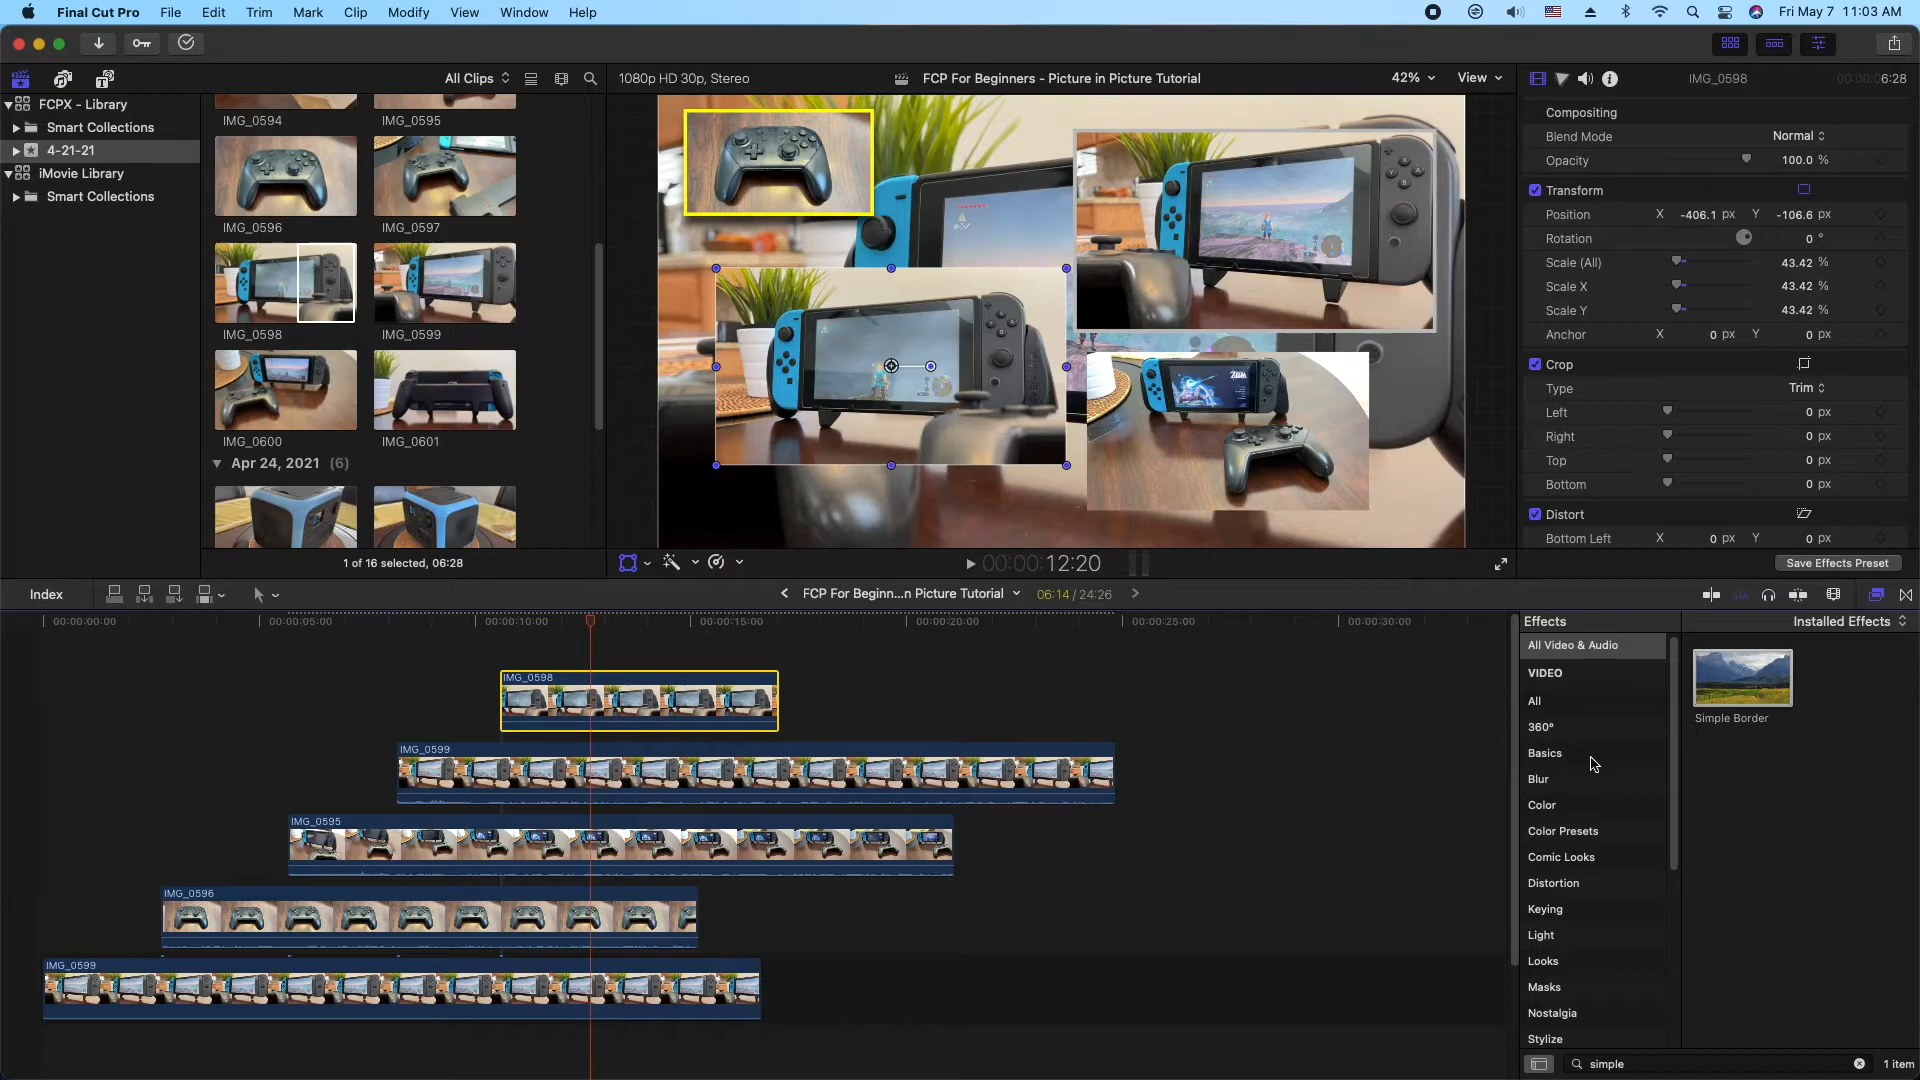 Final Cut Pro File Edit Trim Mark Clip Modify View Window Help Fri May 7 11:03 AM
All Clips 1080p HD 30p, Stereo FCP For Beginners - Picture in Picture Tutorial 42% View IMG_0598 00:00:06:28
FCPX - Library
Smart Collections
4-21-21
iMovie Library
Smart Collections
IMG_0594 IMG_0595
IMG_0596 IMG_0597
IMG_0598 IMG_0599
IMG_0600 IMG_0601
Apr 24, 2021 (6)
1 of 16 selected, 06:28
00:00:00:12:20
Compositing
Blend Mode Normal
Opacity 100.0 %
Transform
Position X -406.1 px Y -106.6 px
Rotation 0 °
Scale (All) 43.42 %
Scale X 43.42 %
Scale Y 43.42 %
Anchor X 0 px Y 0 px
Crop
Type Trim
Left 0 px
Right 0 px
Top 0 px
Bottom 0 px
Distort
Bottom Left X 0 px Y 0 px
Save Effects Preset
Index FCP For Beginn...n Picture Tutorial 06:14 / 24:26
00:00:00:00 00:00:05:00 00:00:10:00 00:00:15:00 00:00:20:00 00:00:25:00 00:00:30:00
IMG_0598
IMG_0599
IMG_0595
IMG_0596
IMG_0599
Effects Installed Effects
All Video & Audio
VIDEO
All
360°
Basics
Blur
Color
Color Presets
Comic Looks
Distortion
Keying
Light
Looks
Masks
Nostalgia
Stylize
Simple Border
simple 1 item